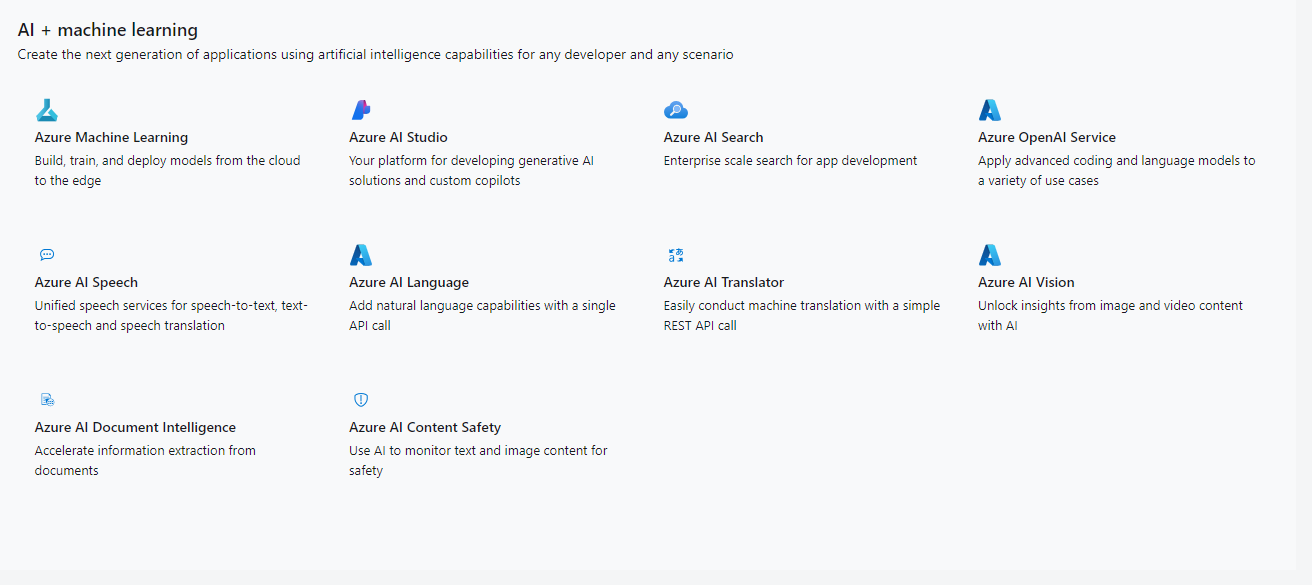 AI + machine learning
Create the next generation of applications using artificial intelligence capabilities for any developer and any scenario
Azure Machine Learning
Build, train, and deploy models from the cloud
to the edge
Azure AI Studio
Your platform for developing generative AI
solutions and custom copilots
Azure AI Search
Enterprise scale search for app development
Azure OpenAI Service
Apply advanced coding and language models to
a variety of use cases
Azure AI Speech
Unified speech services for speech-to-text, text-
to-speech and speech translation
Azure AI Language
Add natural language capabilities with a single
API call
Azure AI Translator
Easily conduct machine translation with a simple
REST API call
Azure AI Vision
Unlock insights from image and video content
with AI
Azure AI Document Intelligence
Accelerate information extraction from
documents
Azure AI Content Safety
Use AI to monitor text and image content for
safety